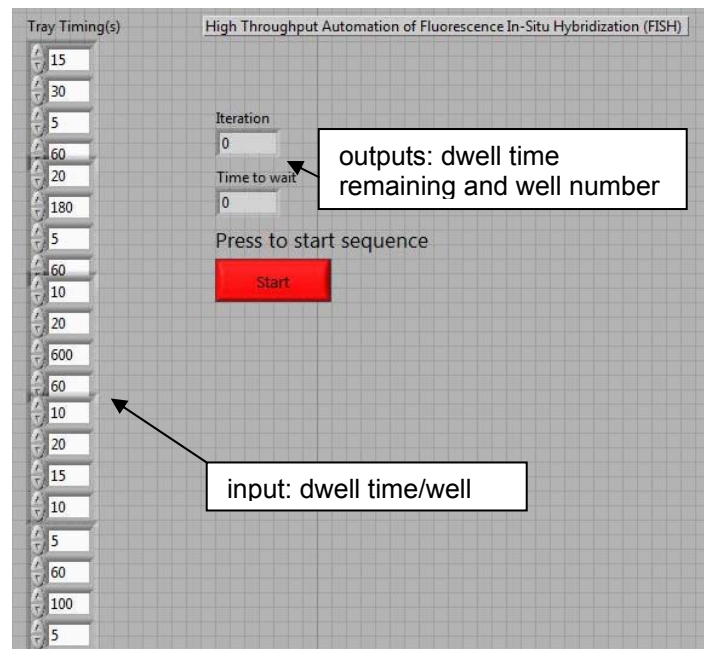 Tray Timing(s)
High Throughput Automation of Fluorescence In-Situ Hybridization (FISH)
15
30
5
60
20
180
5
60
10
20
600
60
10
20
15
10
5
60
100
5
Iteration
0
Time to wait
0
outputs: dwell time
remaining and well number
Press to start sequence
Start
input: dwell time/well